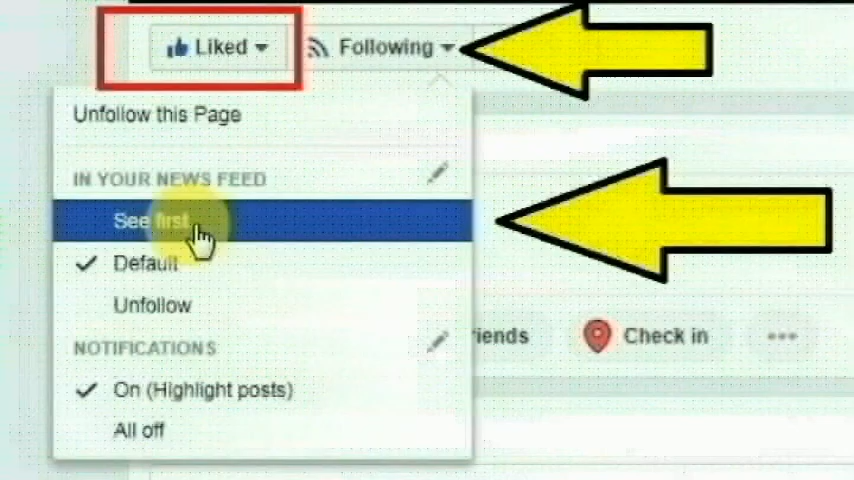 Liked Following
Unfollow this Page
IN YOUR NEWS FEED
See first
Default
Unfollow
riends Check in
NOTIFICATIONS
On (Highlight posts)
All off